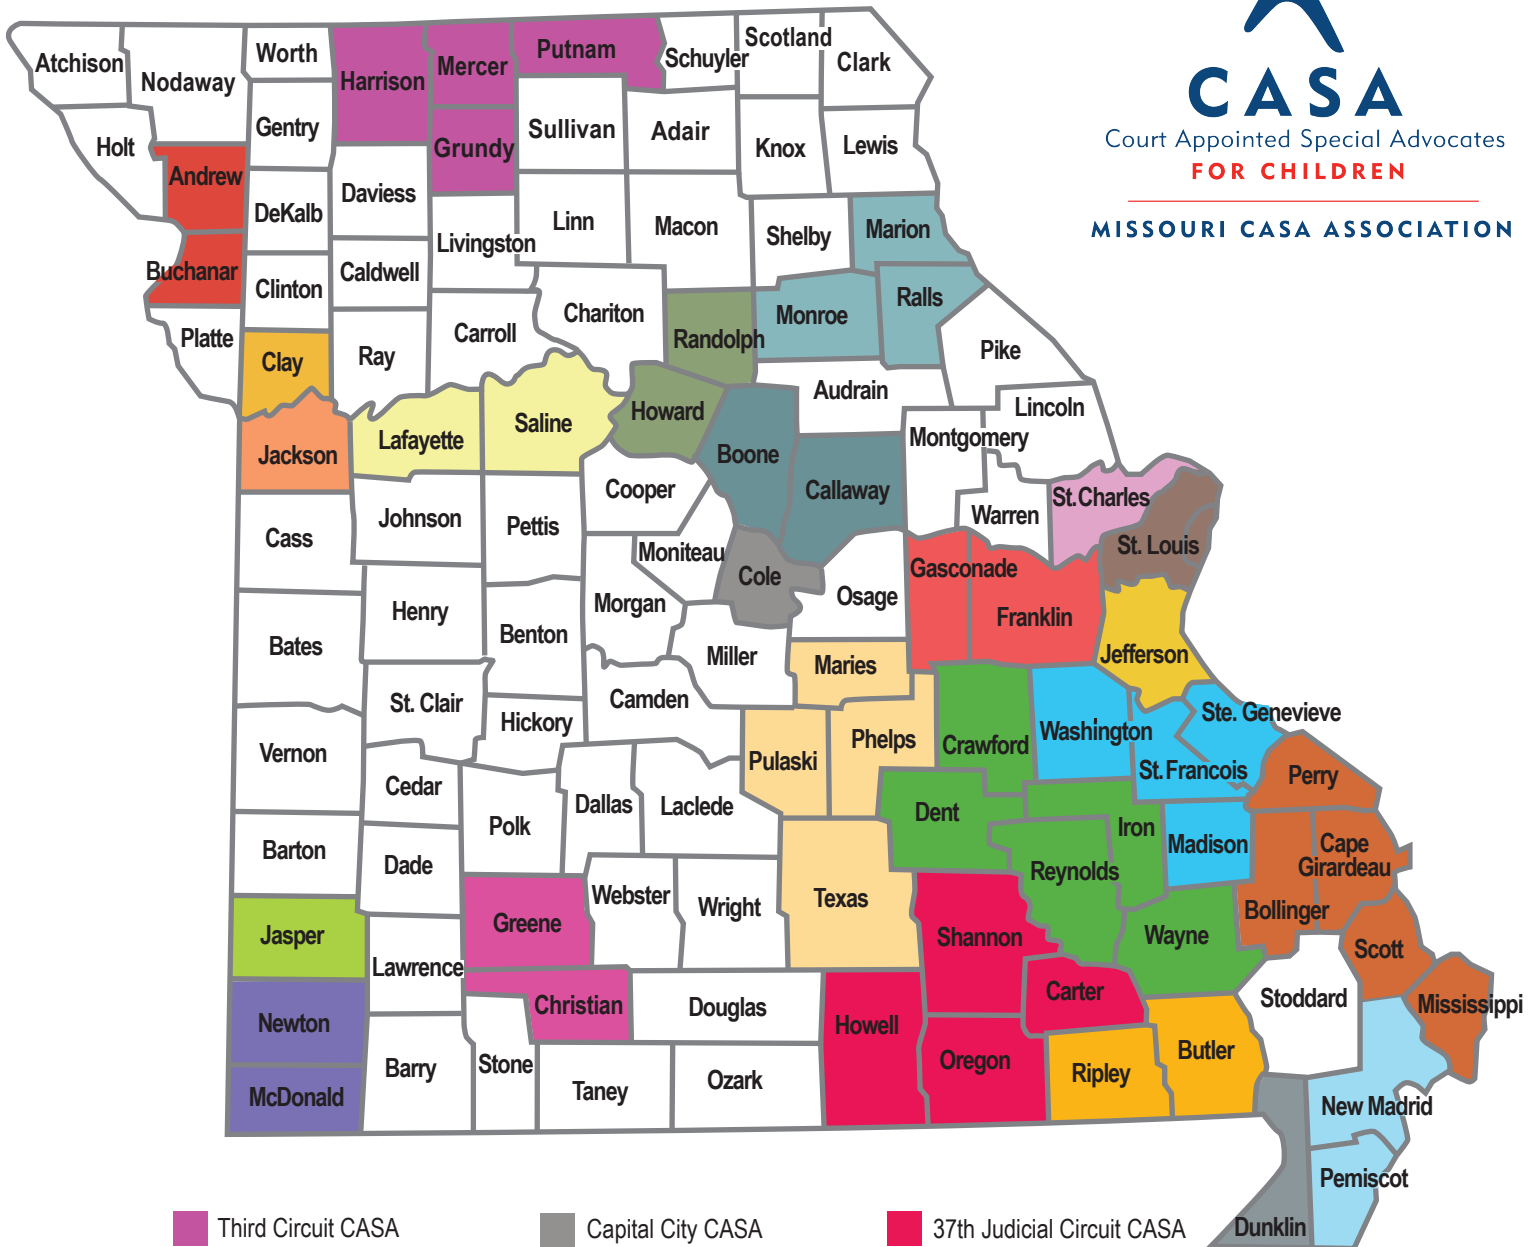 CASA
Court Appointed Special Advocates
FOR CHILDREN
MISSOURI CASA ASSOCIATION
Atchison
Nodaway
Worth
Harrison
Mercer
Putnam
Schuyler
Scotland
Clark
Holt
Gentry
Sullivan
Adair
Knox
Lewis
Grundy
Andrew
DeKalb
Daviess
Livingston
Linn
Macon
Shelby
Marion
Buchanar
Clinton
Caldwell
Chariton
Monroe
Ralls
Platte
Clay
Ray
Carroll
Randolph
Pike
Audrain
Lincoln
Jackson
Lafayette
Saline
Howard
Boone
Montgomery
Callaway
Cooper
St. Charles
Warren
Cass
Johnson
Pettis
Moniteau
Cole
St. Louis
Gasconade
Osage
Franklin
Henry
Morgan
Benton
Bates
Miller
Maries
Jefferson
St. Clair
Camden
Hickory
Ste. Genevieve
Washington
Vernon
Pulaski
Phelps
Crawford
St. Francois
Perry
Cedar
Dallas
Laclede
Dent
Polk
Iron
Madison
Cape
Girardeau
Barton
Dade
Reynolds
Webster
Wright
Texas
Bollinger
Jasper
Greene
Shannon
Wayne
Scott
Lawrence
Carter
Stoddard
Mississippi
Newton
Christian
Douglas
Howell
Barry
Stone
Taney
Ozark
Oregon
Ripley
Butler
McDonald
New Madrid
Pemiscot
Dunklin
Third Circuit CASA
Capital City CASA
37th Judicial Circuit CASA